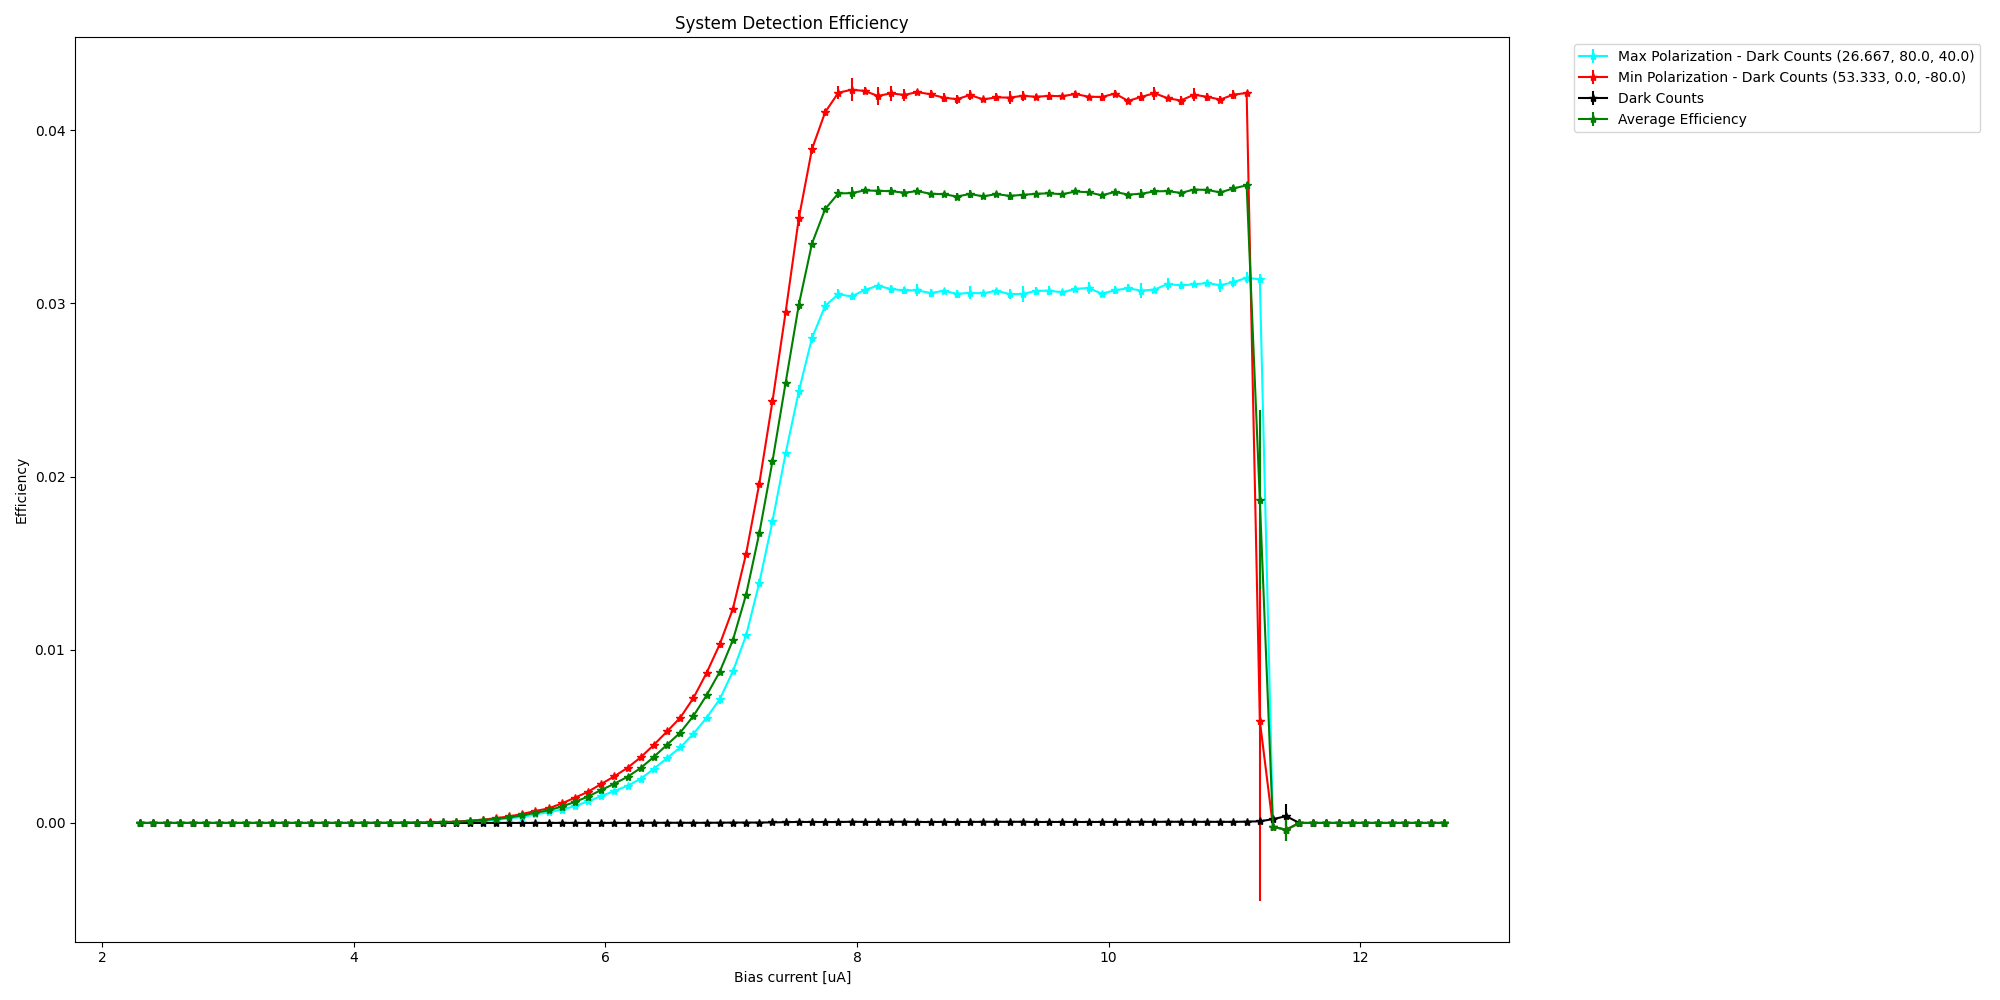 System Detection Efficiency
Max Polarization - Dark Counts (26.667, 80.0, 40.0)
Min Polarization - Dark Counts (53.333, 0.0, -80.0)
Dark Counts
Average Efficiency
Efficiency
0.04
0.03
0.02
0.01
0.00
2 4 6 8 10 12
Bias current [uA]